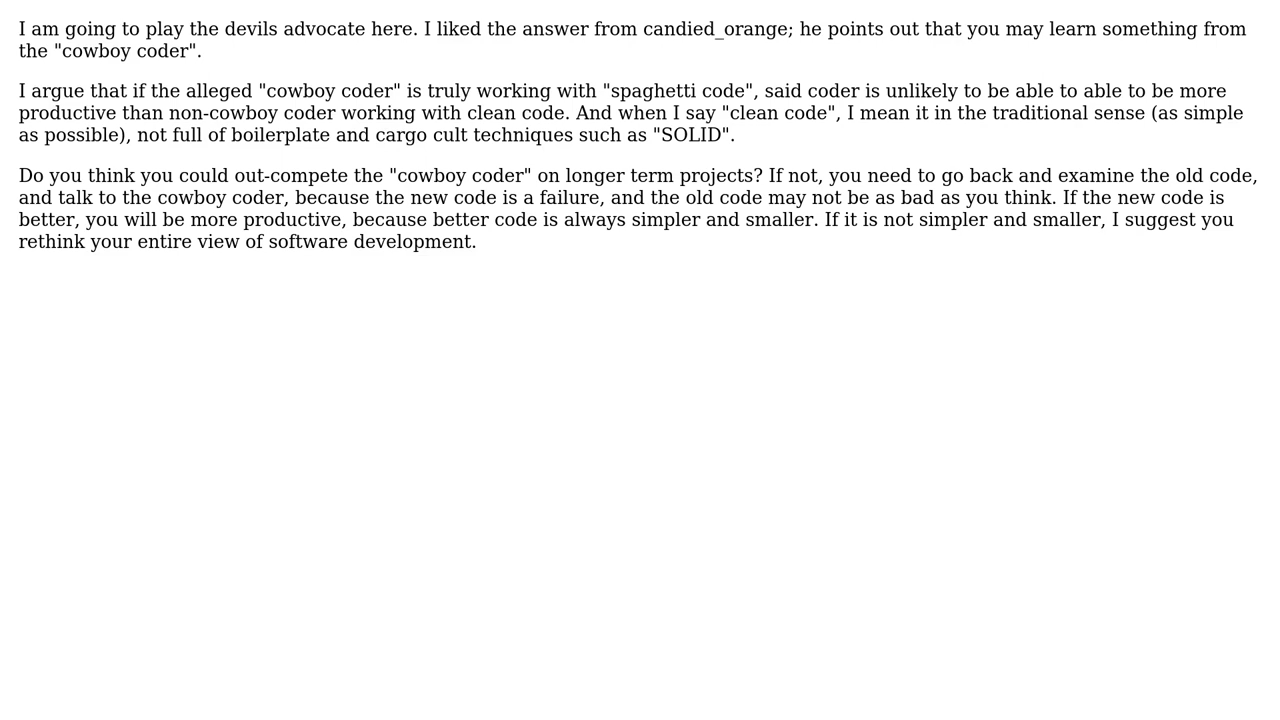 I am going to play the devils advocate here. I liked the answer from candied_orange; he points out that you may learn something from
the "cowboy coder".
I argue that if the alleged "cowboy coder" is truly working with "spaghetti code", said coder is unlikely to be able to able to be more
productive than non-cowboy coder working with clean code. And when I say "clean code", I mean it in the traditional sense (as simple
as possible), not full of boilerplate and cargo cult techniques such as "SOLID".
Do you think you could out-compete the "cowboy coder" on longer term projects? If not, you need to go back and examine the old code,
and talk to the cowboy coder, because the new code is a failure, and the old code may not be as bad as you think. If the new code is
better, you will be more productive, because better code is always simpler and smaller. If it is not simpler and smaller, I suggest you
rethink your entire view of software development.